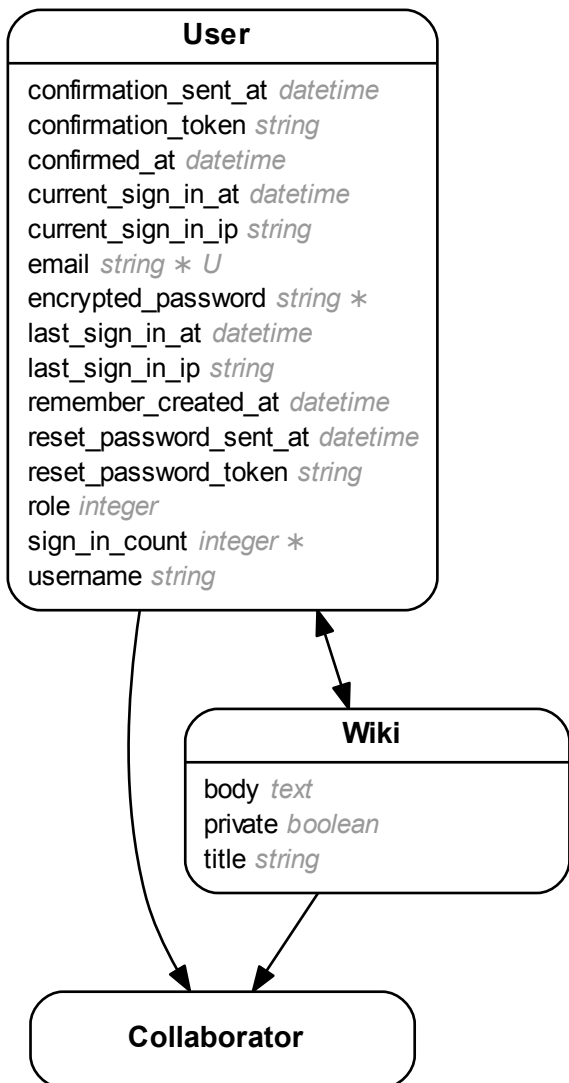 User
confirmation_sent_at datetime
confirmation_token string
confirmed_at datetime
current_sign_in_at datetime
current_sign_in_ip string
email string ∗ U
encrypted_password string ∗
last_sign_in_at datetime
last_sign_in_ip string
remember_created_at datetime
reset_password_sent_at datetime
reset_password_token string
role integer
sign_in_count integer ∗
username string
Wiki
body text
private boolean
title string
Collaborator